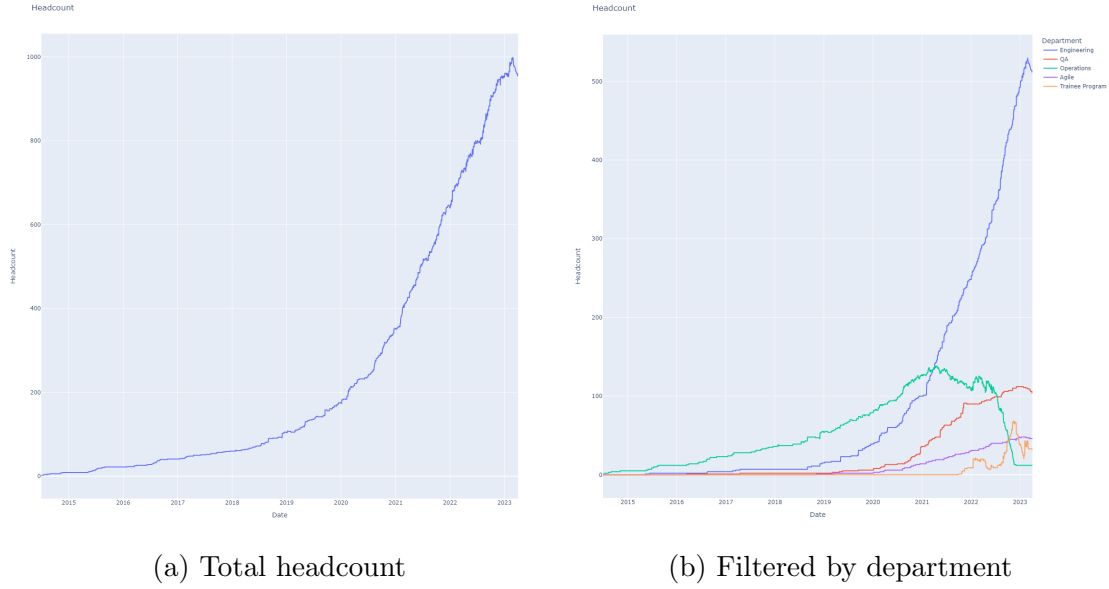 Headcount
1000
800
600
400
200
0
Headcount
2015 2016 2017 2018 2019 2020 2021 2022 2023
Date
(a) Total headcount
Headcount
500
400
300
200
100
0
Headcount
2015 2016 2017 2018 2019 2020 2021 2022 2023
Date
Department
Engineering
QA
Operations
Agile
Trainee Program
(b) Filtered by department